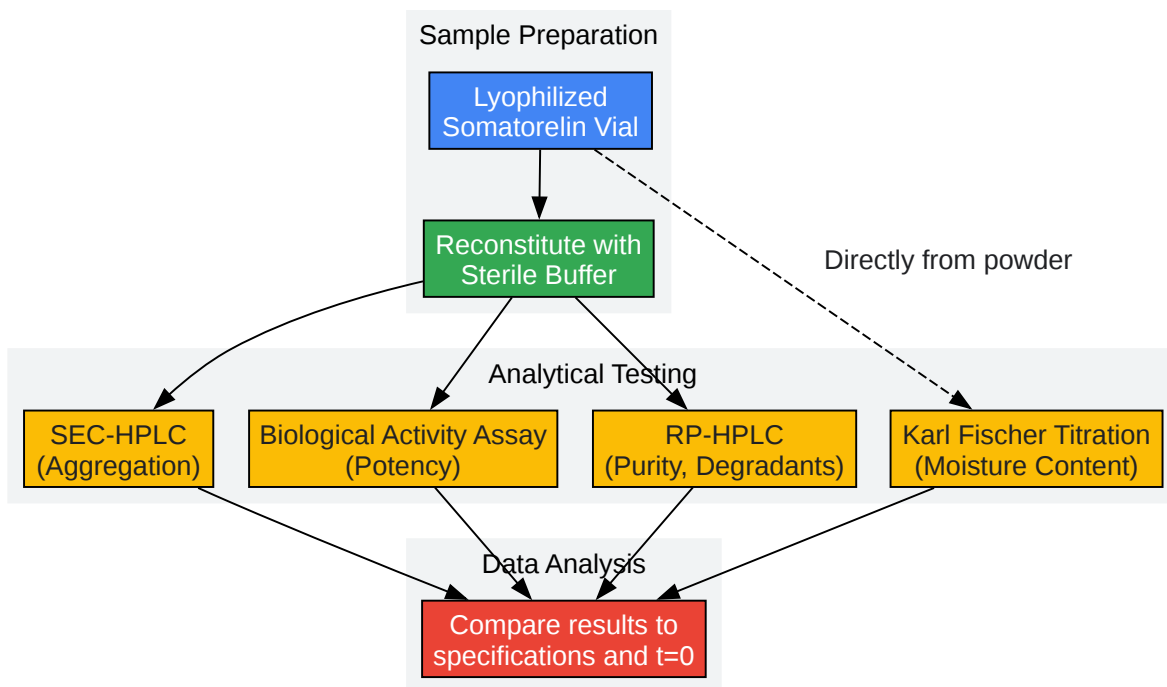 Sample Preparation
Lyophilized
Somatorelin Vial
Reconstitute with
Sterile Buffer
Directly from powder
Analytical Testing
SEC-HPLC
(Aggregation)
Biological Activity Assay
(Potency)
RP-HPLC
(Purity, Degradants)
Karl Fischer Titration
(Moisture Content)
Data Analysis
Compare results to
specifications and t=0